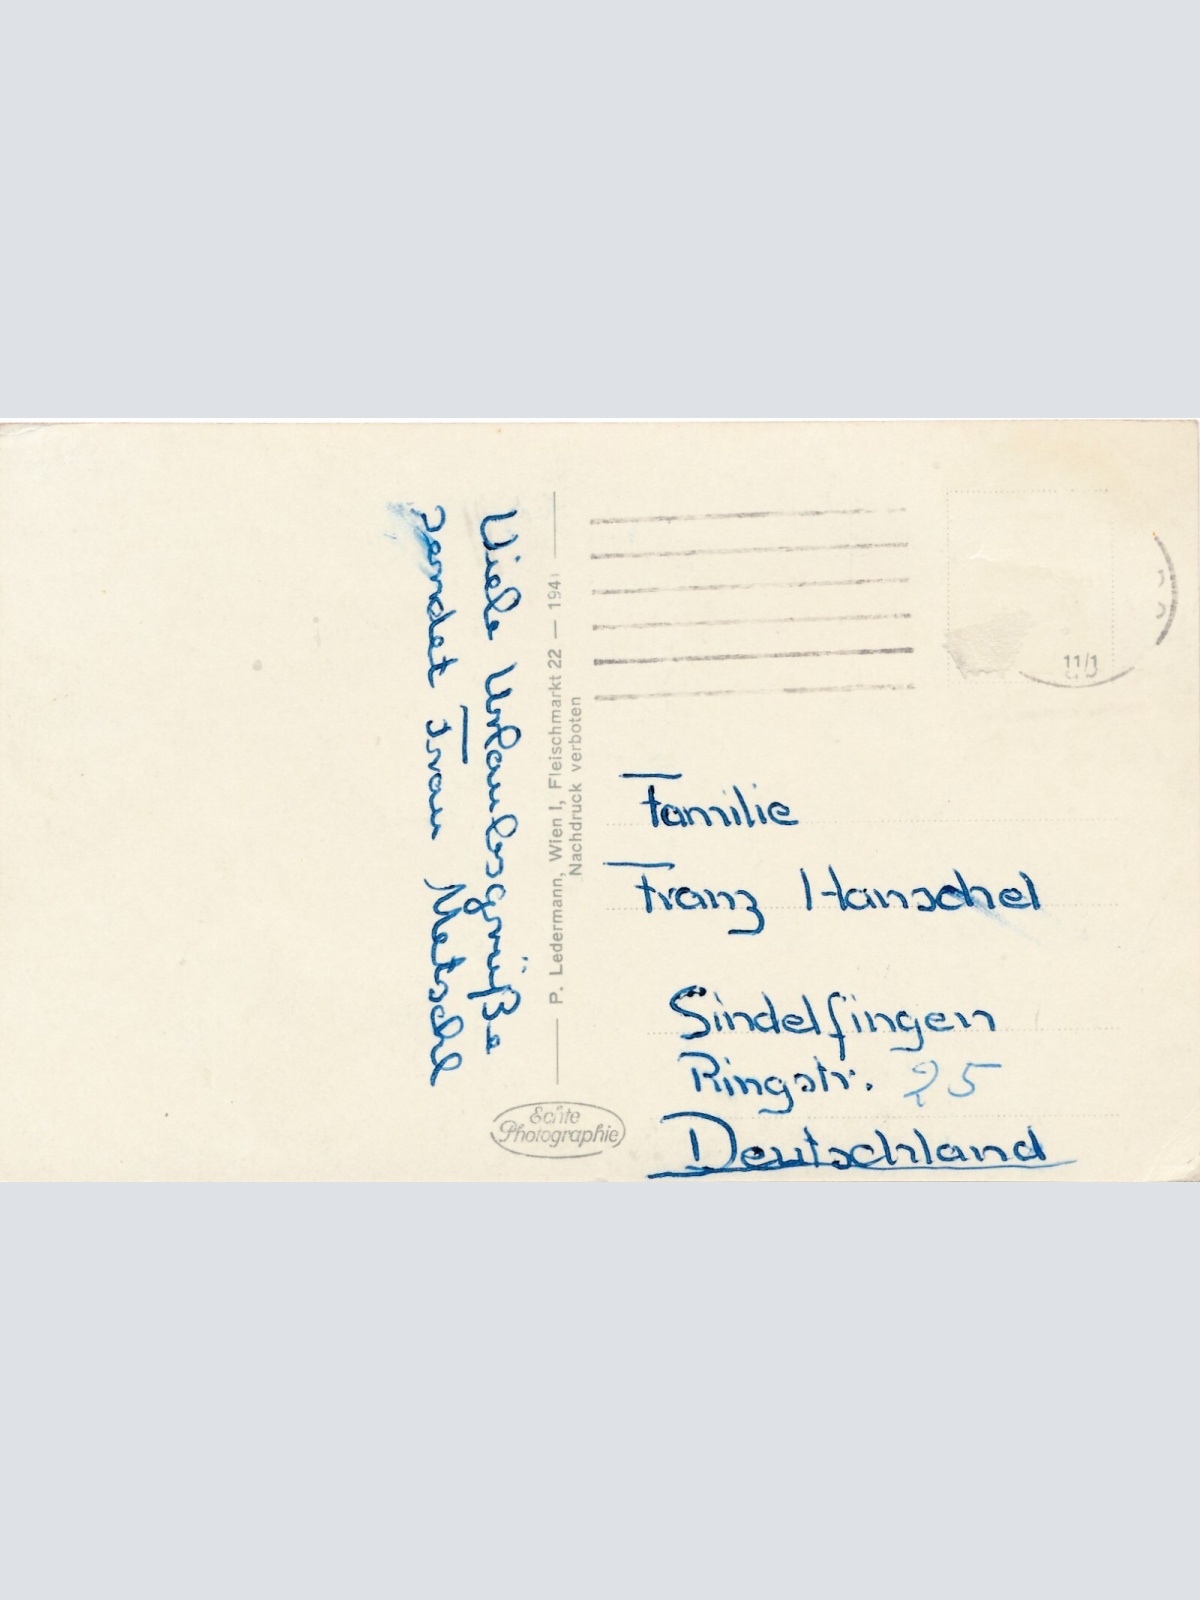 Viele Urlaubsgrüße
sendet Frau Metschl
P. Ledermann, Wien I, Fleischmarkt 22 — 1941
Nachdruck verboten
Echte
Photographie
11/1
Familie
Franz Hanschel
Sindelfingen
Ringstr. 25
Deutschland